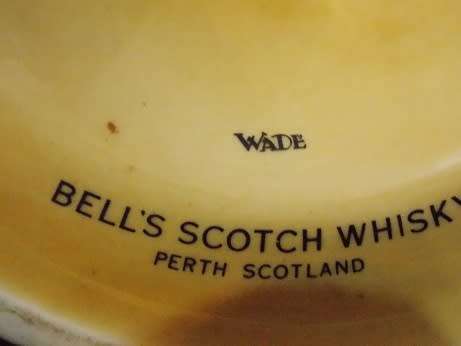 WADE
BELL'S SCOTCH WHISKY
PERTH SCOTLAND